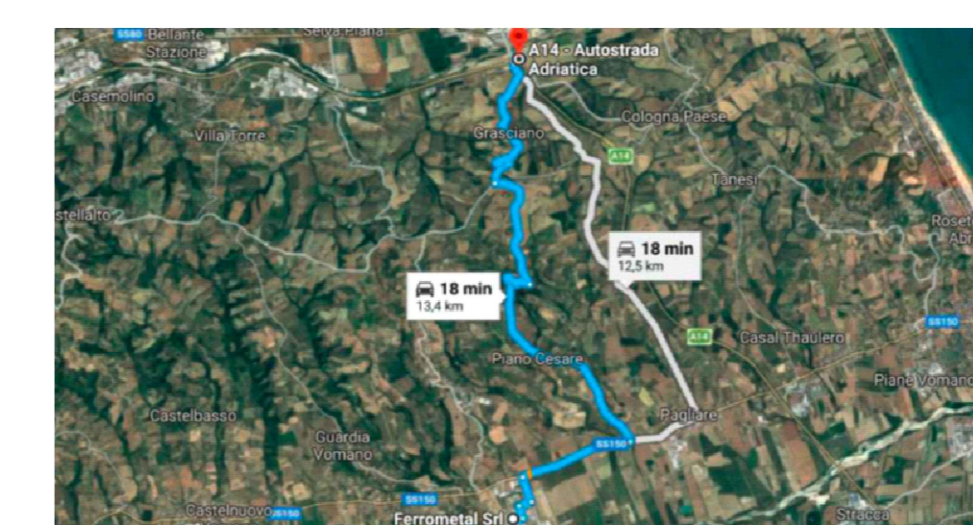 SS80
Bellante
Stazione
Selva Piana
A14 - Autostrada
Adriatica
Casemolino
Villa Torre
Grasciano
Cologna Paese
A14
Tanesi
stellalto
Roset
Ab
18 min
12,5 km
18 min
13,4 km
SS150
A14
Casal Thaulero
Piano Cesare
Piane Vomano
Castelbasso
Pagliare
Guardia
Vomano
SS150
SS150
Castelnuovo
SS150
Ferrometal Srl
Stracca